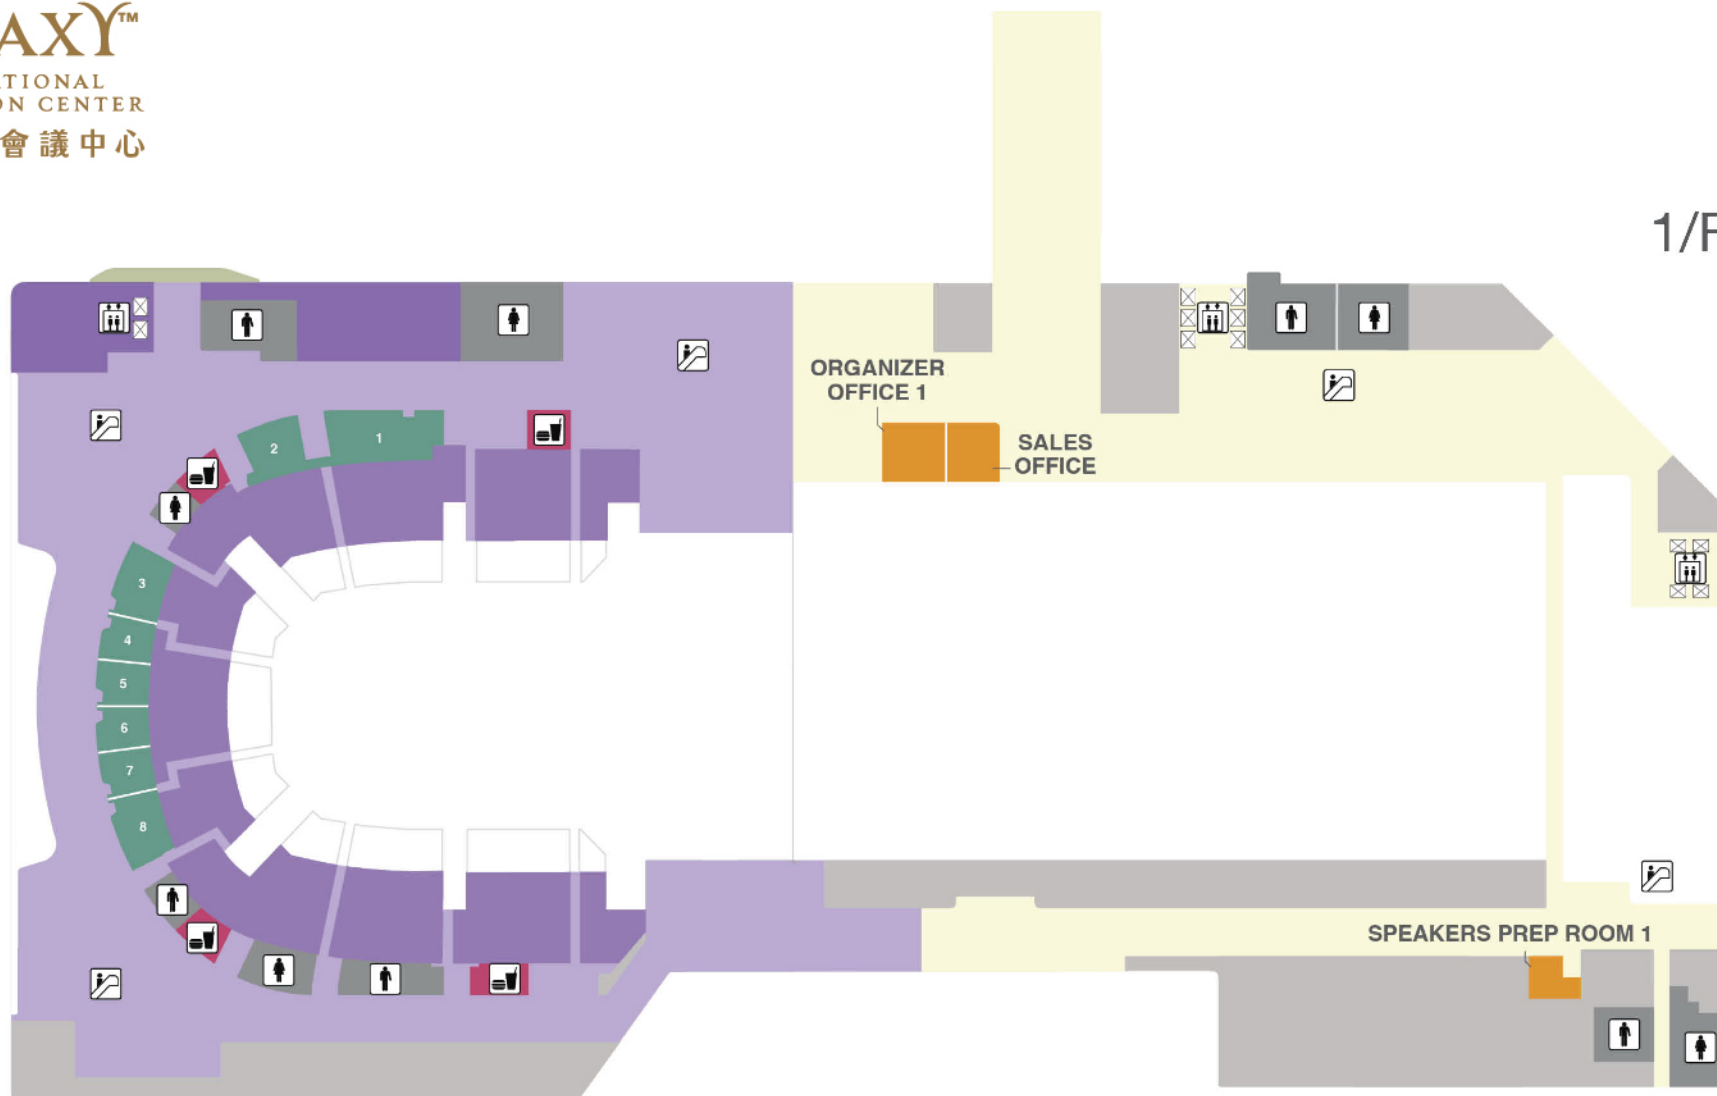 AXY™
ATIONAL
ON CENTER
會議中心
1/F
ORGANIZER
OFFICE 1
SALES
OFFICE
2
1
3
4
5
6
7
8
SPEAKERS PREP ROOM 1